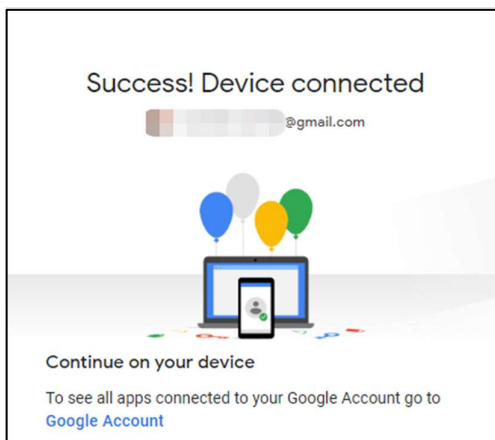 Success! Device connected
@gmail.com
Continue on your device
To see all apps connected to your Google Account go to
Google Account